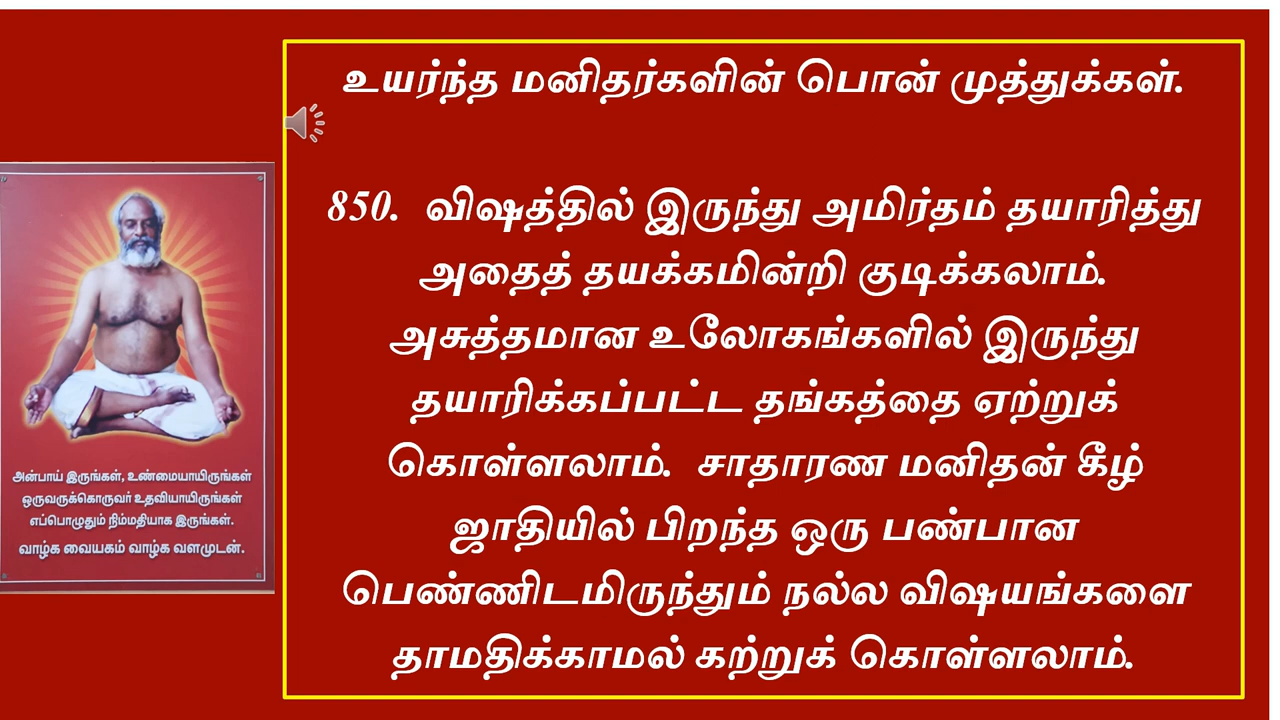 உயர்ந்த மனிதர்களின் பொன் முத்துக்கள்.
850. விஷத்தில் இருந்து அமிர்தம் தயாரித்து
அதைத் தயக்கமின்றி குடிக்கலாம்.
அசுத்தமான உலோகங்களில் இருந்து
தயாரிக்கப்பட்ட தங்கத்தை ஏற்றுக்
கொள்ளலாம். சாதாரண மனிதன் கீழ்
ஜாதியில் பிறந்த ஒரு பண்பான
பெண்ணிடமிருந்தும் நல்ல விஷயங்களை
தாமதிக்காமல் கற்றுக் கொள்ளலாம்.
அன்பாய் இருங்கள், உண்மையாயிருங்கள்
ஒருவருக்கொருவர் உதவியாயிருங்கள்
எப்பொழுதும் நிம்மதியாக இருங்கள்.
வாழ்க வையகம் வாழ்க வளமுடன்.